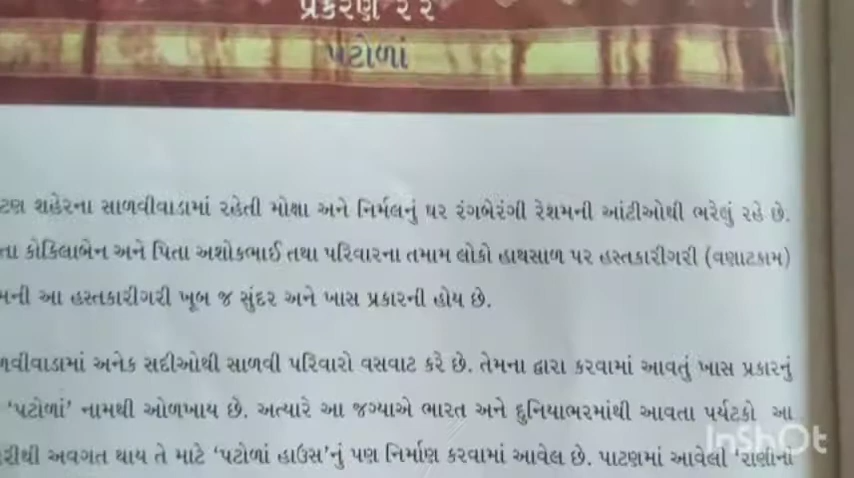 પ્રકરણ ૨૨
પટોળાં
ટણ શહેરના સાળવીવાડામાં રહેતી મોક્ષા અને નિર્મલનું ઘર રંગબેરંગી રેશમની આંટીઓથી ભરેલું રહે છે.
તા કોકિલાબેન અને પિતા અશોકભાઈ તથા પરિવારના તમામ લોકો હાથસાળ પર હસ્તકારીગરી (વણાટકામ)
મની આ હસ્તકારીગરી ખૂબ જ સુંદર અને ખાસ પ્રકારની હોય છે.
ળવીવાડામાં અનેક સદીઓથી સાળવી પરિવારો વસવાટ કરે છે. તેમના દ્વારા કરવામાં આવતું ખાસ પ્રકારનું
‘પટોળાં’ નામથી ઓળખાય છે. અત્યારે આ જગ્યાએ ભારત અને દુનિયાભરમાંથી આવતા પર્યટકો આ
રીથી અવગત થાય તે માટે ‘પટોળાં હાઉસ’નું પણ નિર્માણ કરવામાં આવેલ છે. પાટણમાં આવેલી ‘રાણીની
InShOt